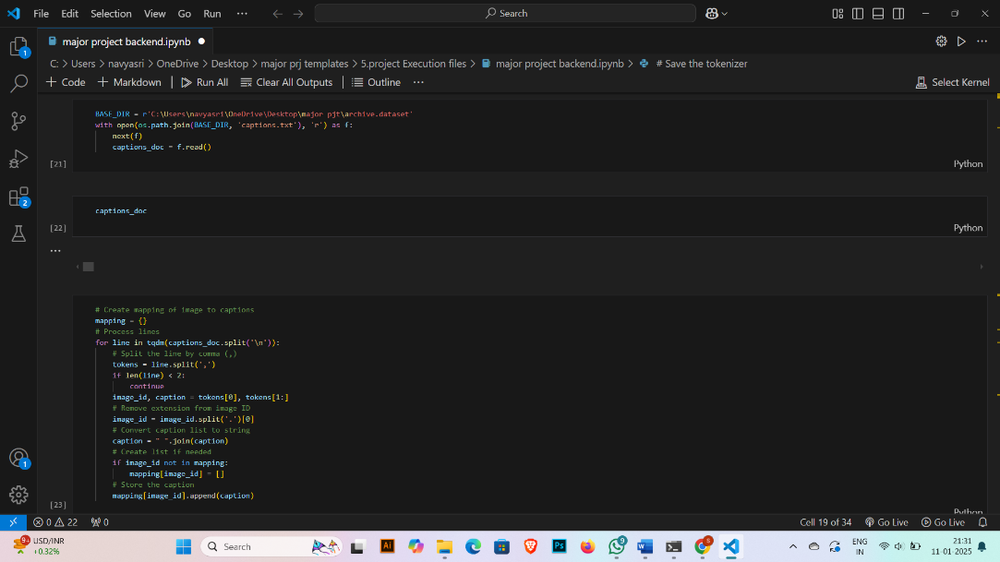 File Edit Selection View Go Run ··· Search
major project backend.ipynb
C: > Users > navyasri > OneDrive > Desktop > major prj templates > 5.project Execution files > major project backend.ipynb > # Save the tokenizer
+ Code + Markdown Run All Clear All Outputs Outline ··· Select Kernel
BASE_DIR = r'C:\Users\navyasri\OneDrive\Desktop\major pjt\archive.dataset'
with open(os.path.join(BASE_DIR, 'captions.txt'), 'r') as f:
next(f)
captions_doc = f.read()
[21] Python
captions_doc
[22] Python
...
# Create mapping of image to captions
mapping = {}
# Process lines
for line in tqdm(captions_doc.split('\n')):
# Split the line by comma (,)
tokens = line.split(',')
if len(line) < 2:
continue
image_id, caption = tokens[0], tokens[1:]
# Remove extension from image ID
image_id = image_id.split('.')[0]
# Convert caption list to string
caption = " ".join(caption)
# Create list if needed
if image_id not in mapping:
mapping[image_id] = []
# Store the caption
mapping[image_id].append(caption)
[23] Python
1
2
1
0 22 0 Cell 19 of 34 Go Live Go Live
9+ USD/INR
+0.32%
Search
Ai
Ps
9
W
S
ENG
IN
21:31
11-01-2025